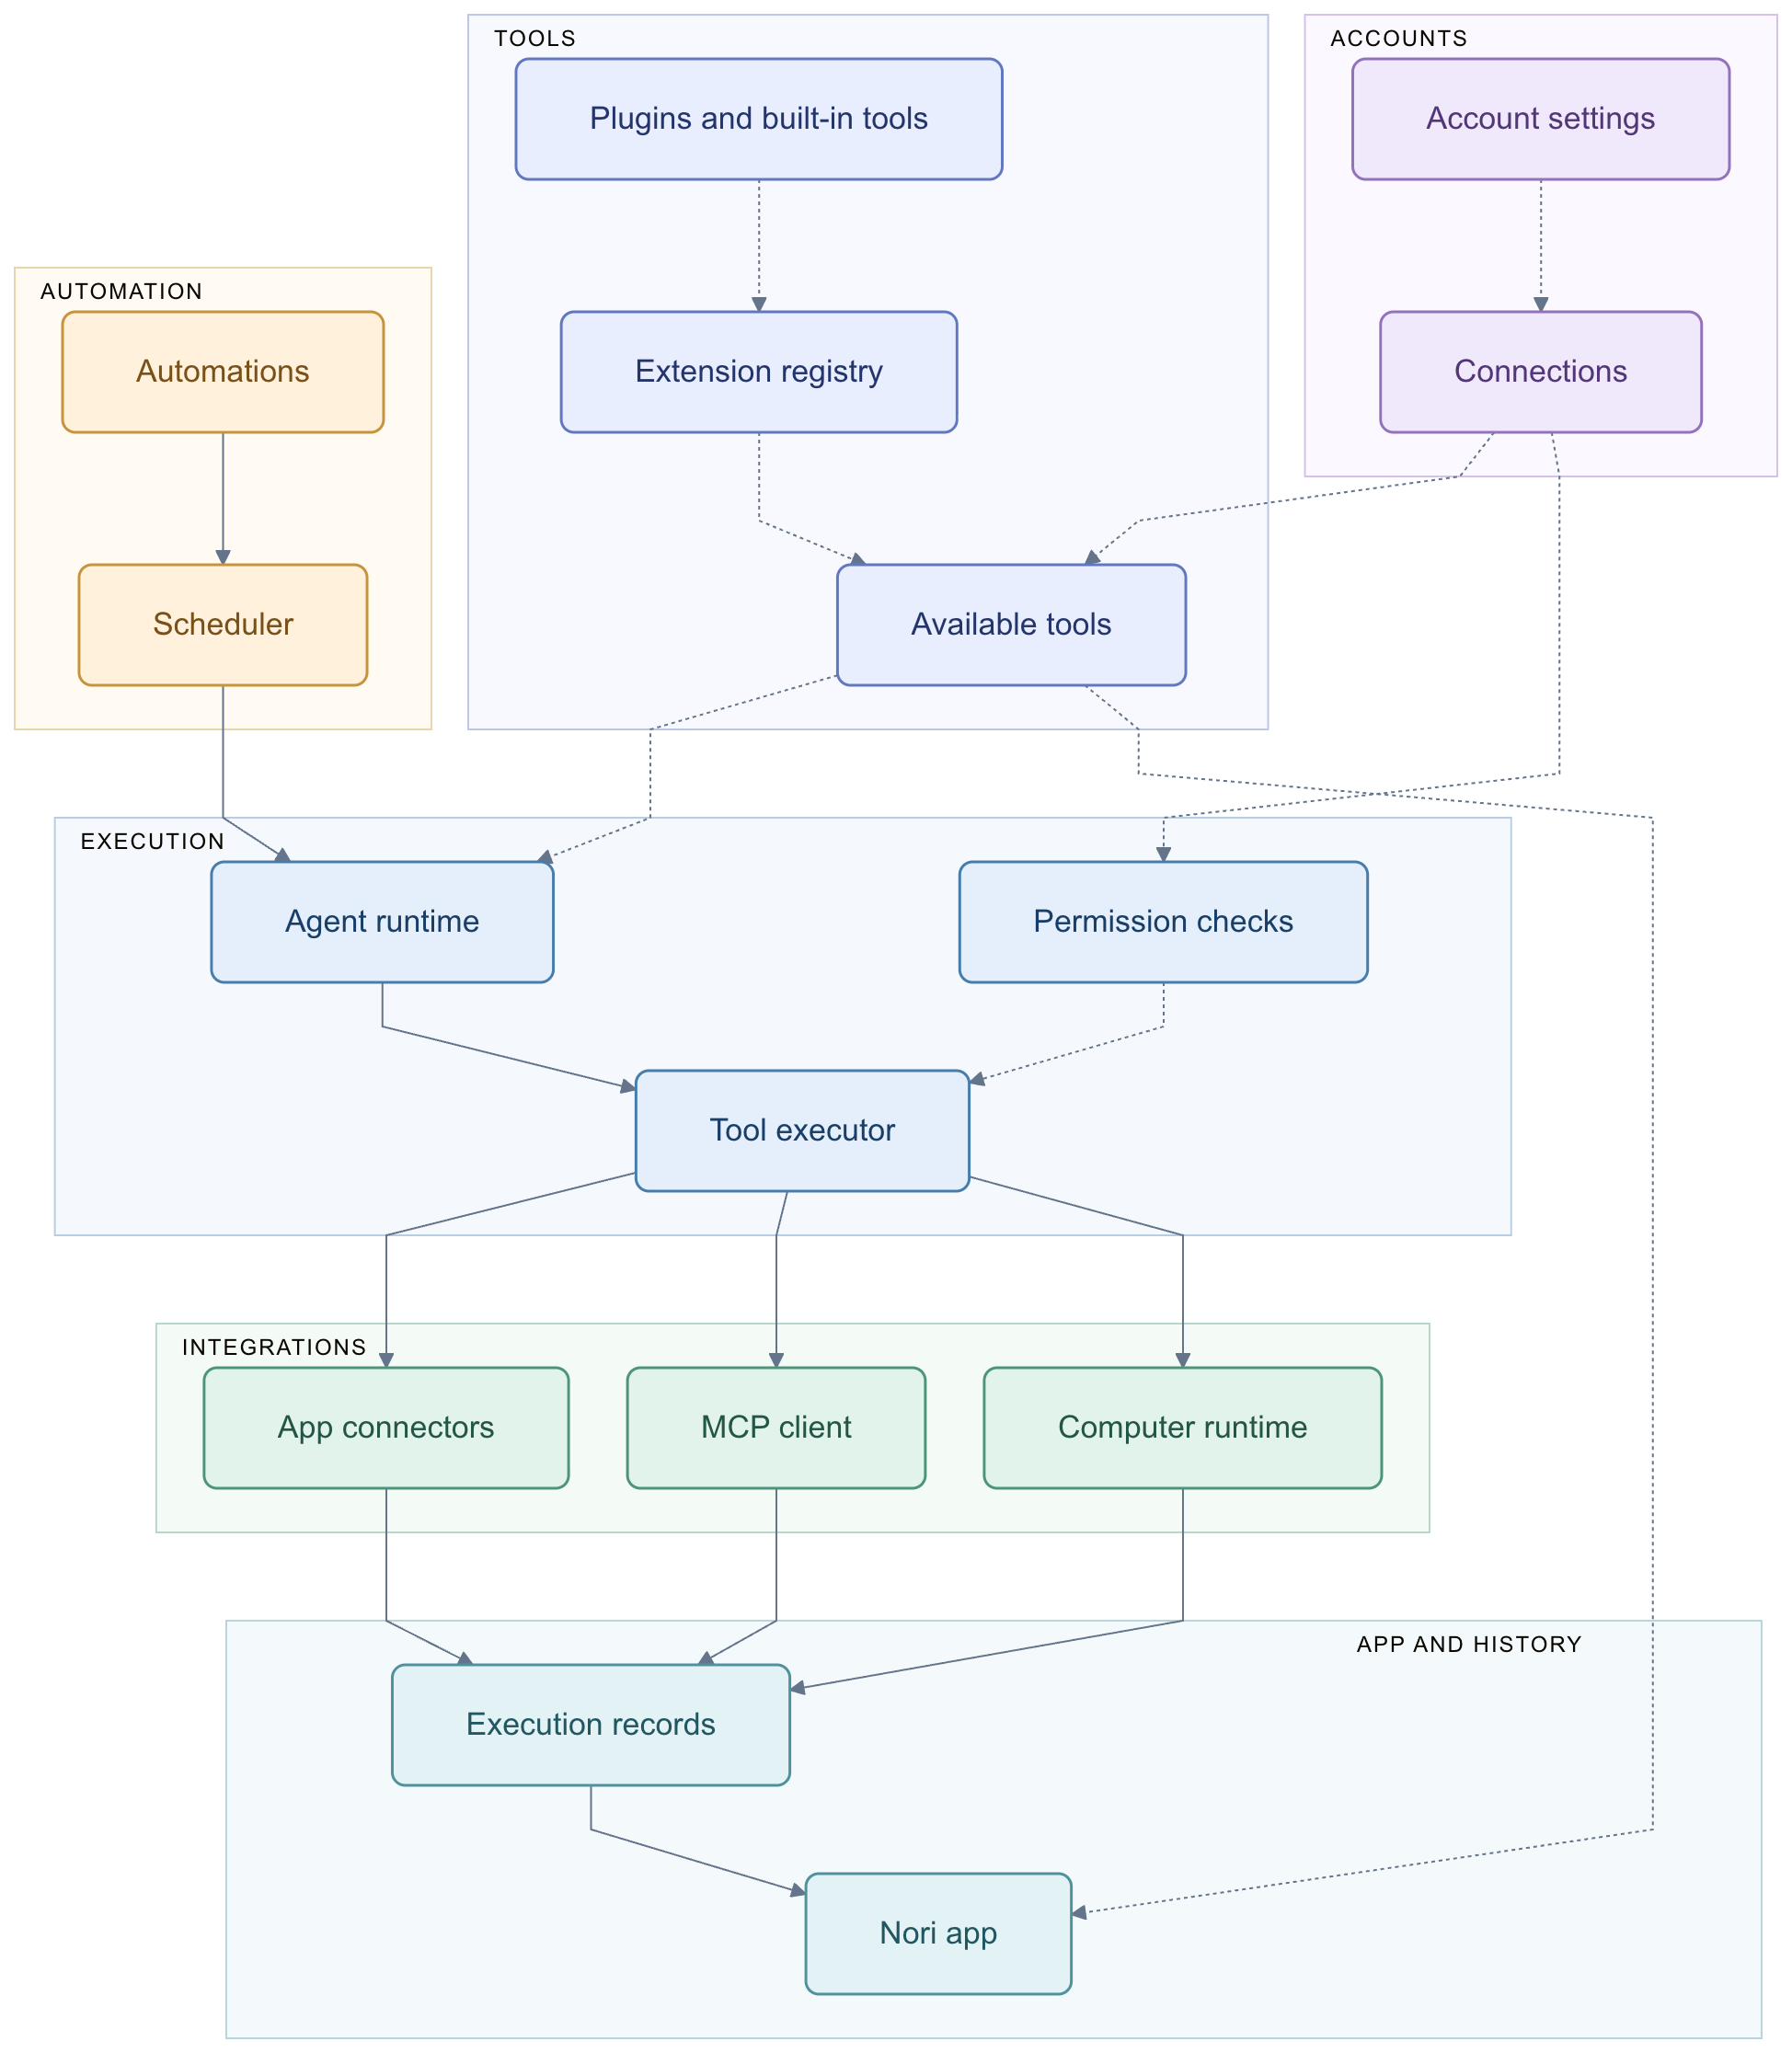 TOOLS
Plugins and built-in tools
Extension registry
Available tools
ACCOUNTS
Account settings
Connections
AUTOMATION
Automations
Scheduler
EXECUTION
Agent runtime
Permission checks
Tool executor
INTEGRATIONS
App connectors
MCP client
Computer runtime
APP AND HISTORY
Execution records
Nori app